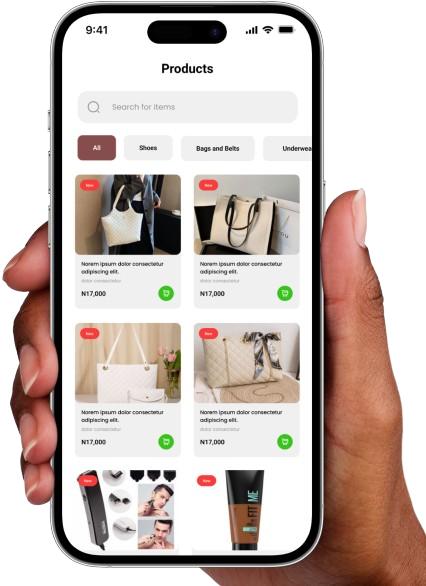 9:41
Products
Search for items
All
Shoes
Bags and Belts
Underwea
New
New
Norem ipsum dolor consectetur
adipiscing elit.
dolor consectetur
N17,000
Norem ipsum dolor consectetur
adipiscing elit.
dolor consectetur
N17,000
New
New
Norem ipsum dolor consectetur
adipiscing elit.
dolor consectetur
N17,000
Norem ipsum dolor consectetur
adipiscing elit.
dolor consectetur
N17,000
New
New
FIT ME